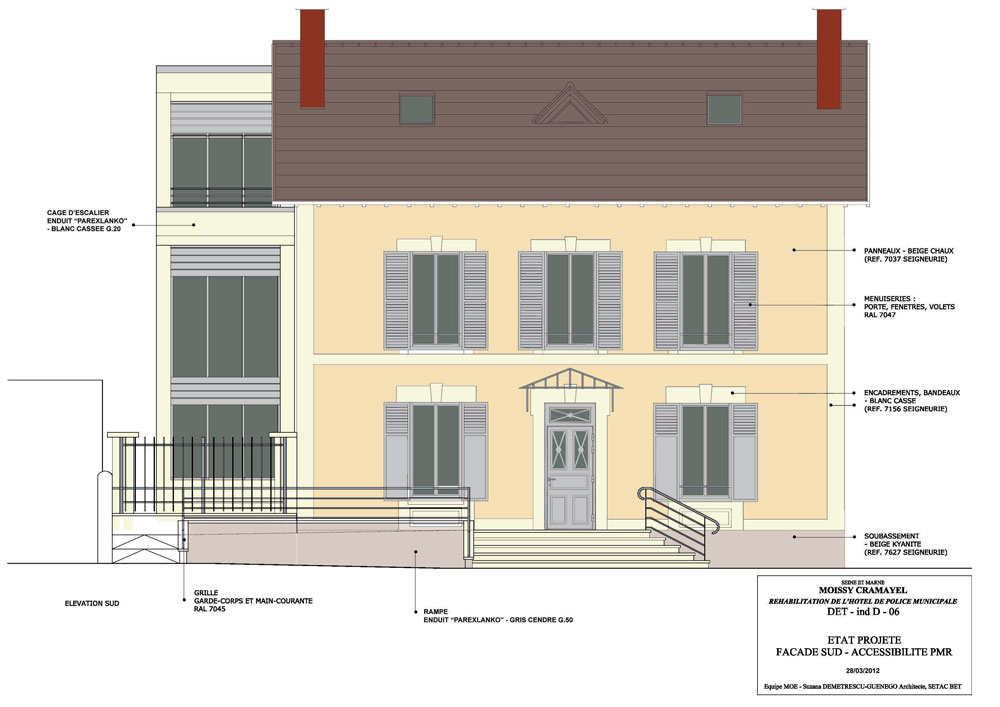 CAGE D'ESCALIER
ENDUIT "PAREXLANKO"
- BLANC CASSEE G.20
PANNEAUX - BEIGE CHAUX
(REF. 7037 SEIGNEURIE)
MENUISERIES :
PORTE, FENETRES, VOLETS
RAL 7047
ENCADREMENTS, BANDEAUX
- BLANC CASSE
(REF. 7156 SEIGNEURIE)
SOUBASSEMENT
- BEIGE KYANITE
(REF. 7627 SEIGNEURIE)
ELEVATION SUD
GRILLE
GARDE-CORPS ET MAIN-COURANTE
RAL 7045
RAMPE
ENDUIT "PAREXLANKO" - GRIS CENDRE G.50
SEINE ET MARNE
MOISSY CRAMAYEL
REHABILITATION DE L'HOTEL DE POLICE MUNICIPALE
DET - ind D - 06
ETAT PROJETE
FACADE SUD - ACCESSIBILITE PMR
28/03/2012
Equipe MOE - Suzana DEMETRESCU-GUENEGO Architecte, SETAC BET